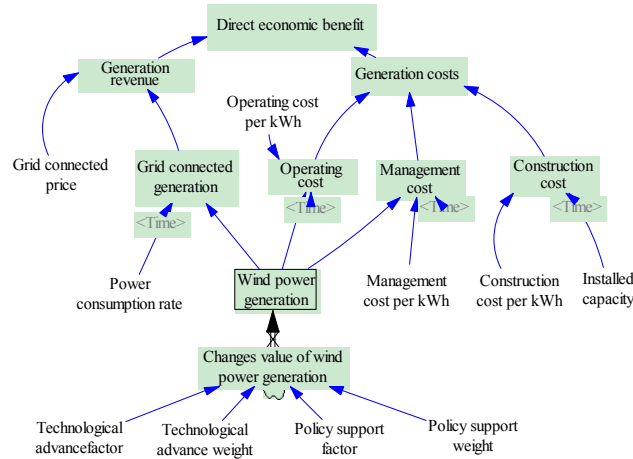 Direct economic benefit
Generation
revenue
Generation costs
Operating cost
per kWh
Grid connected
price
Grid connected
generation
Operating
cost
Management
cost
Construction
cost
<Time>
<Time>
<Time>
<Time>
Power
consumption rate
Wind power
generation
Management
cost per kWh
Construction
cost per kWh
Installed
capacity
Changes value of wind
power generation
Technological
advancefactor
Technological
advance weight
Policy support
factor
Policy support
weight